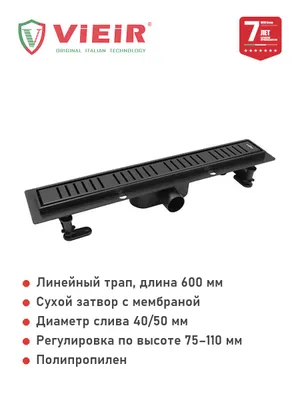 VIEIR
ORIGINAL ITALIAN TECHNOLOGY
7
ЛЕТ
Линейный трап, длина 600 мм
Сухой затвор с мембраной
Диаметр слива 40/50 мм
Регулировка по высоте 75–110 мм
Полипропилен